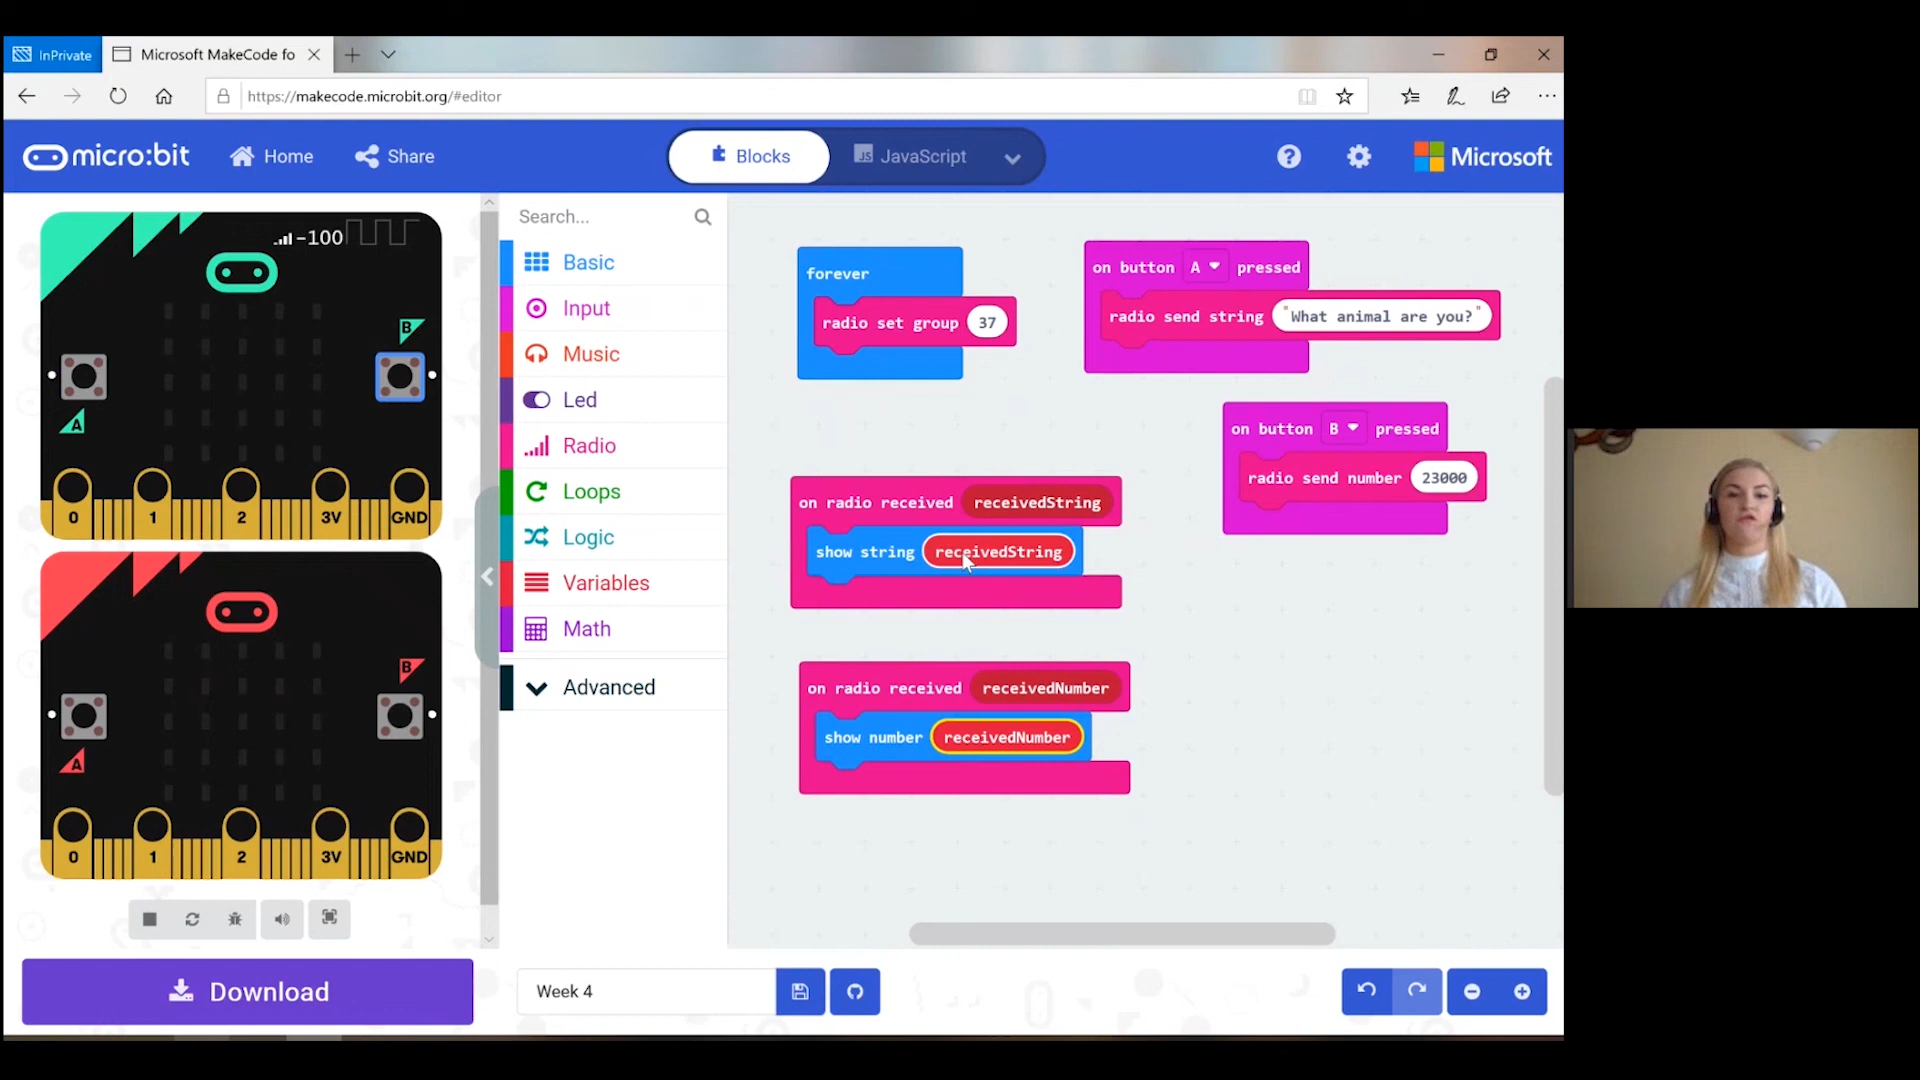 InPrivate
Microsoft MakeCode fo
https://makecode.microbit.org/#editor
micro:bit
Home
Share
Blocks
JS JavaScript
Microsoft
-100
B
A
0 1 2 3V GND
B
A
0 1 2 3V GND
Download
Search...
Basic
Input
Music
Led
Radio
Loops
Logic
Variables
Math
Advanced
forever
radio set group 37
on button A pressed
radio send string "What animal are you?"
on button B pressed
radio send number 23000
on radio received receivedString
show string receivedString
on radio received receivedNumber
show number receivedNumber
Week 4